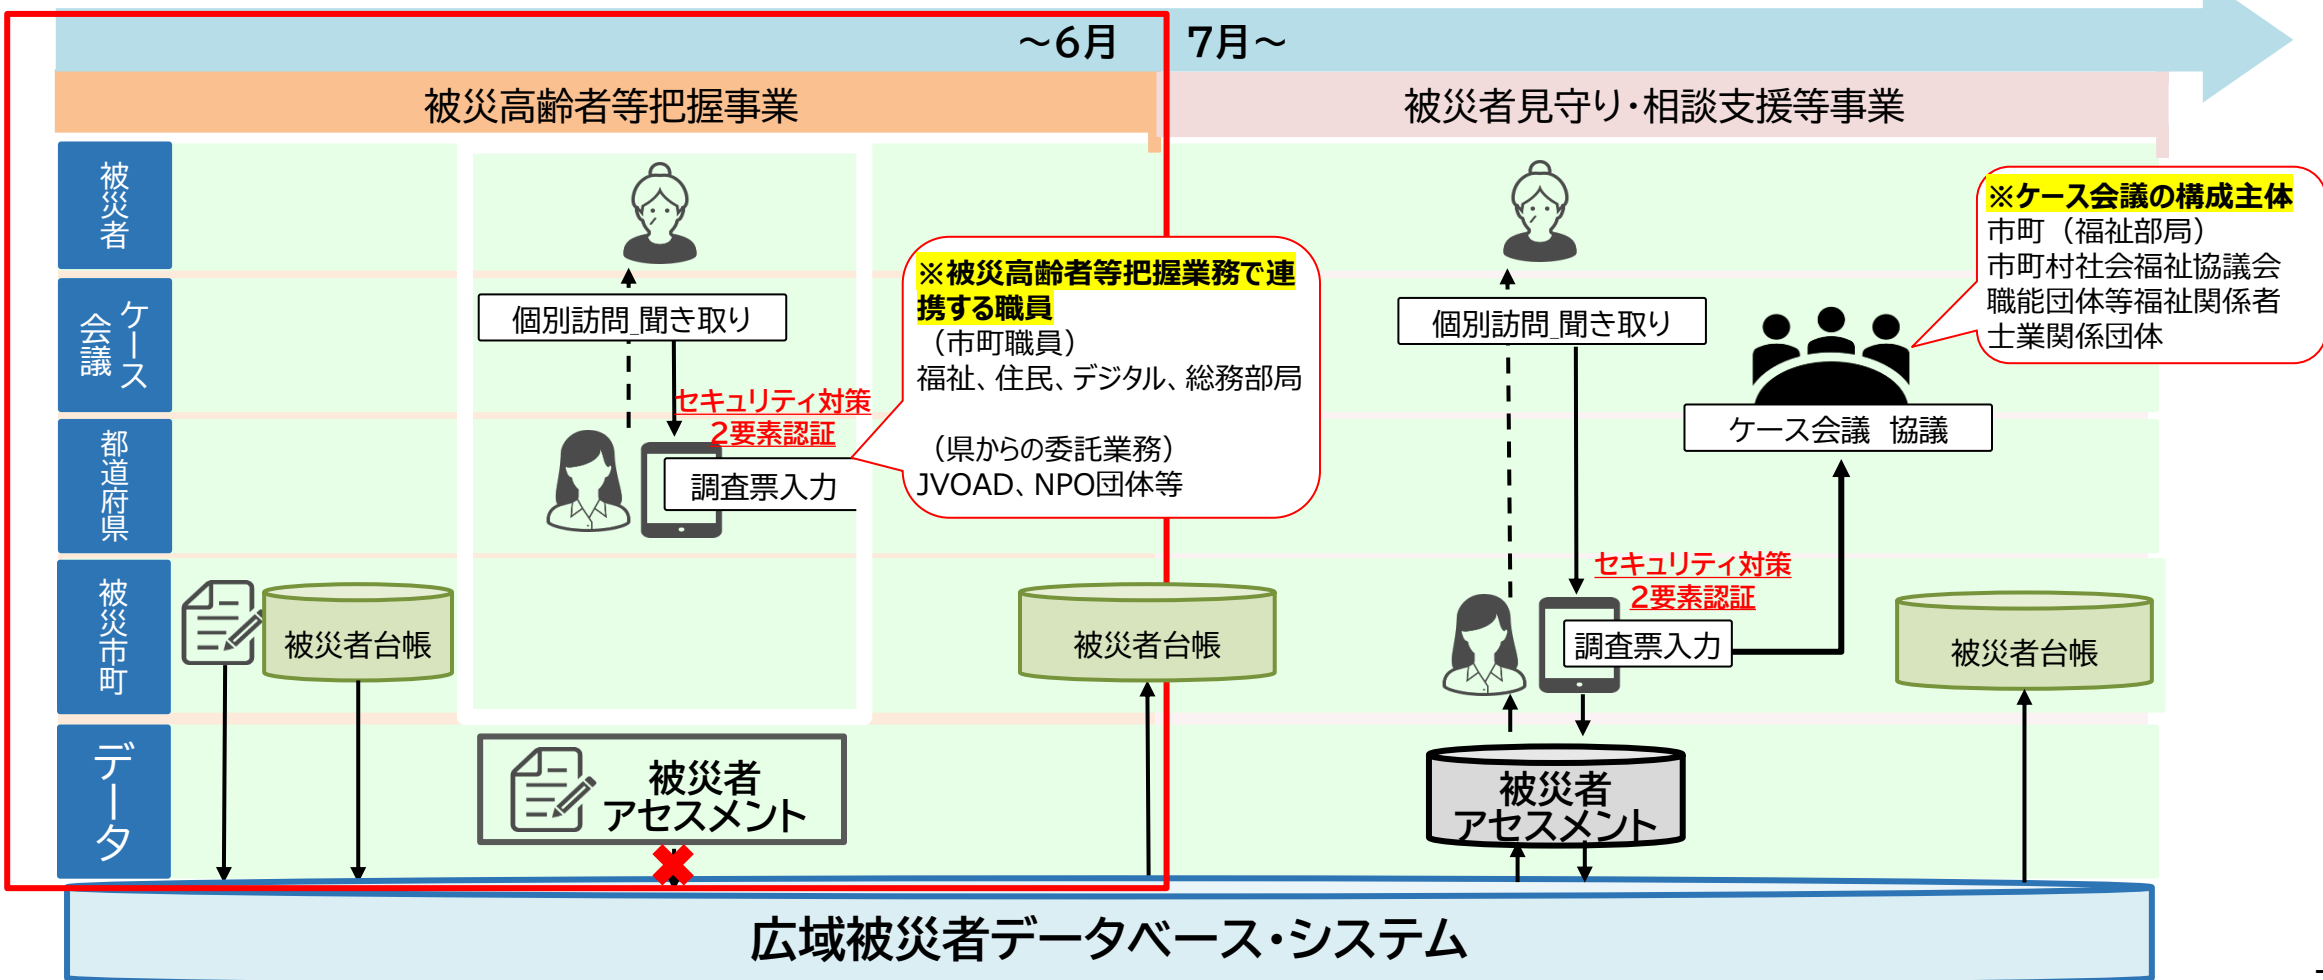 ～6月
7月～
被災高齢者等把握事業
被災者見守り・相談支援等事業
被災者
ケース
会議
都道府県
被災市町
データ
個別訪問_聞き取り
セキュリティ対策
2要素認証
調査票入力
※被災高齢者等把握業務で連
携する職員
（市町職員）
福祉、住民、デジタル、総務部局
（県からの委託業務）
JVOAD、NPO団体等
個別訪問_聞き取り
※ケース会議の構成主体
市町（福祉部局）
市町村社会福祉協議会
職能団体等福祉関係者
士業関係団体
ケース会議　協議
セキュリティ対策
2要素認証
調査票入力
被災者台帳
被災者台帳
被災者台帳
被災者
アセスメント
被災者
アセスメント
広域被災者データベース・システム